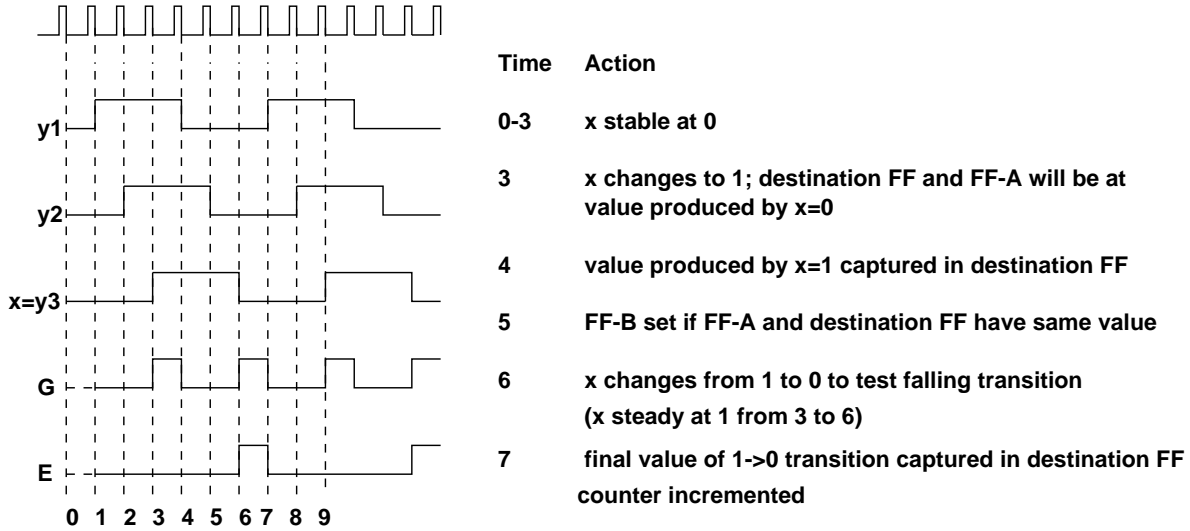 Time Action
y1
0-3 x stable at 0
3 x changes to 1; destination FF and FF-A will be at
value produced by x=0
y2
4 value produced by x=1 captured in destination FF
x=y3
5 FF-B set if FF-A and destination FF have same value
G
6 x changes from 1 to 0 to test falling transition
(x steady at 1 from 3 to 6)
E
7 final value of 1->0 transition captured in destination FF
counter incremented
0 1 2 3 4 5 6 7 8 9